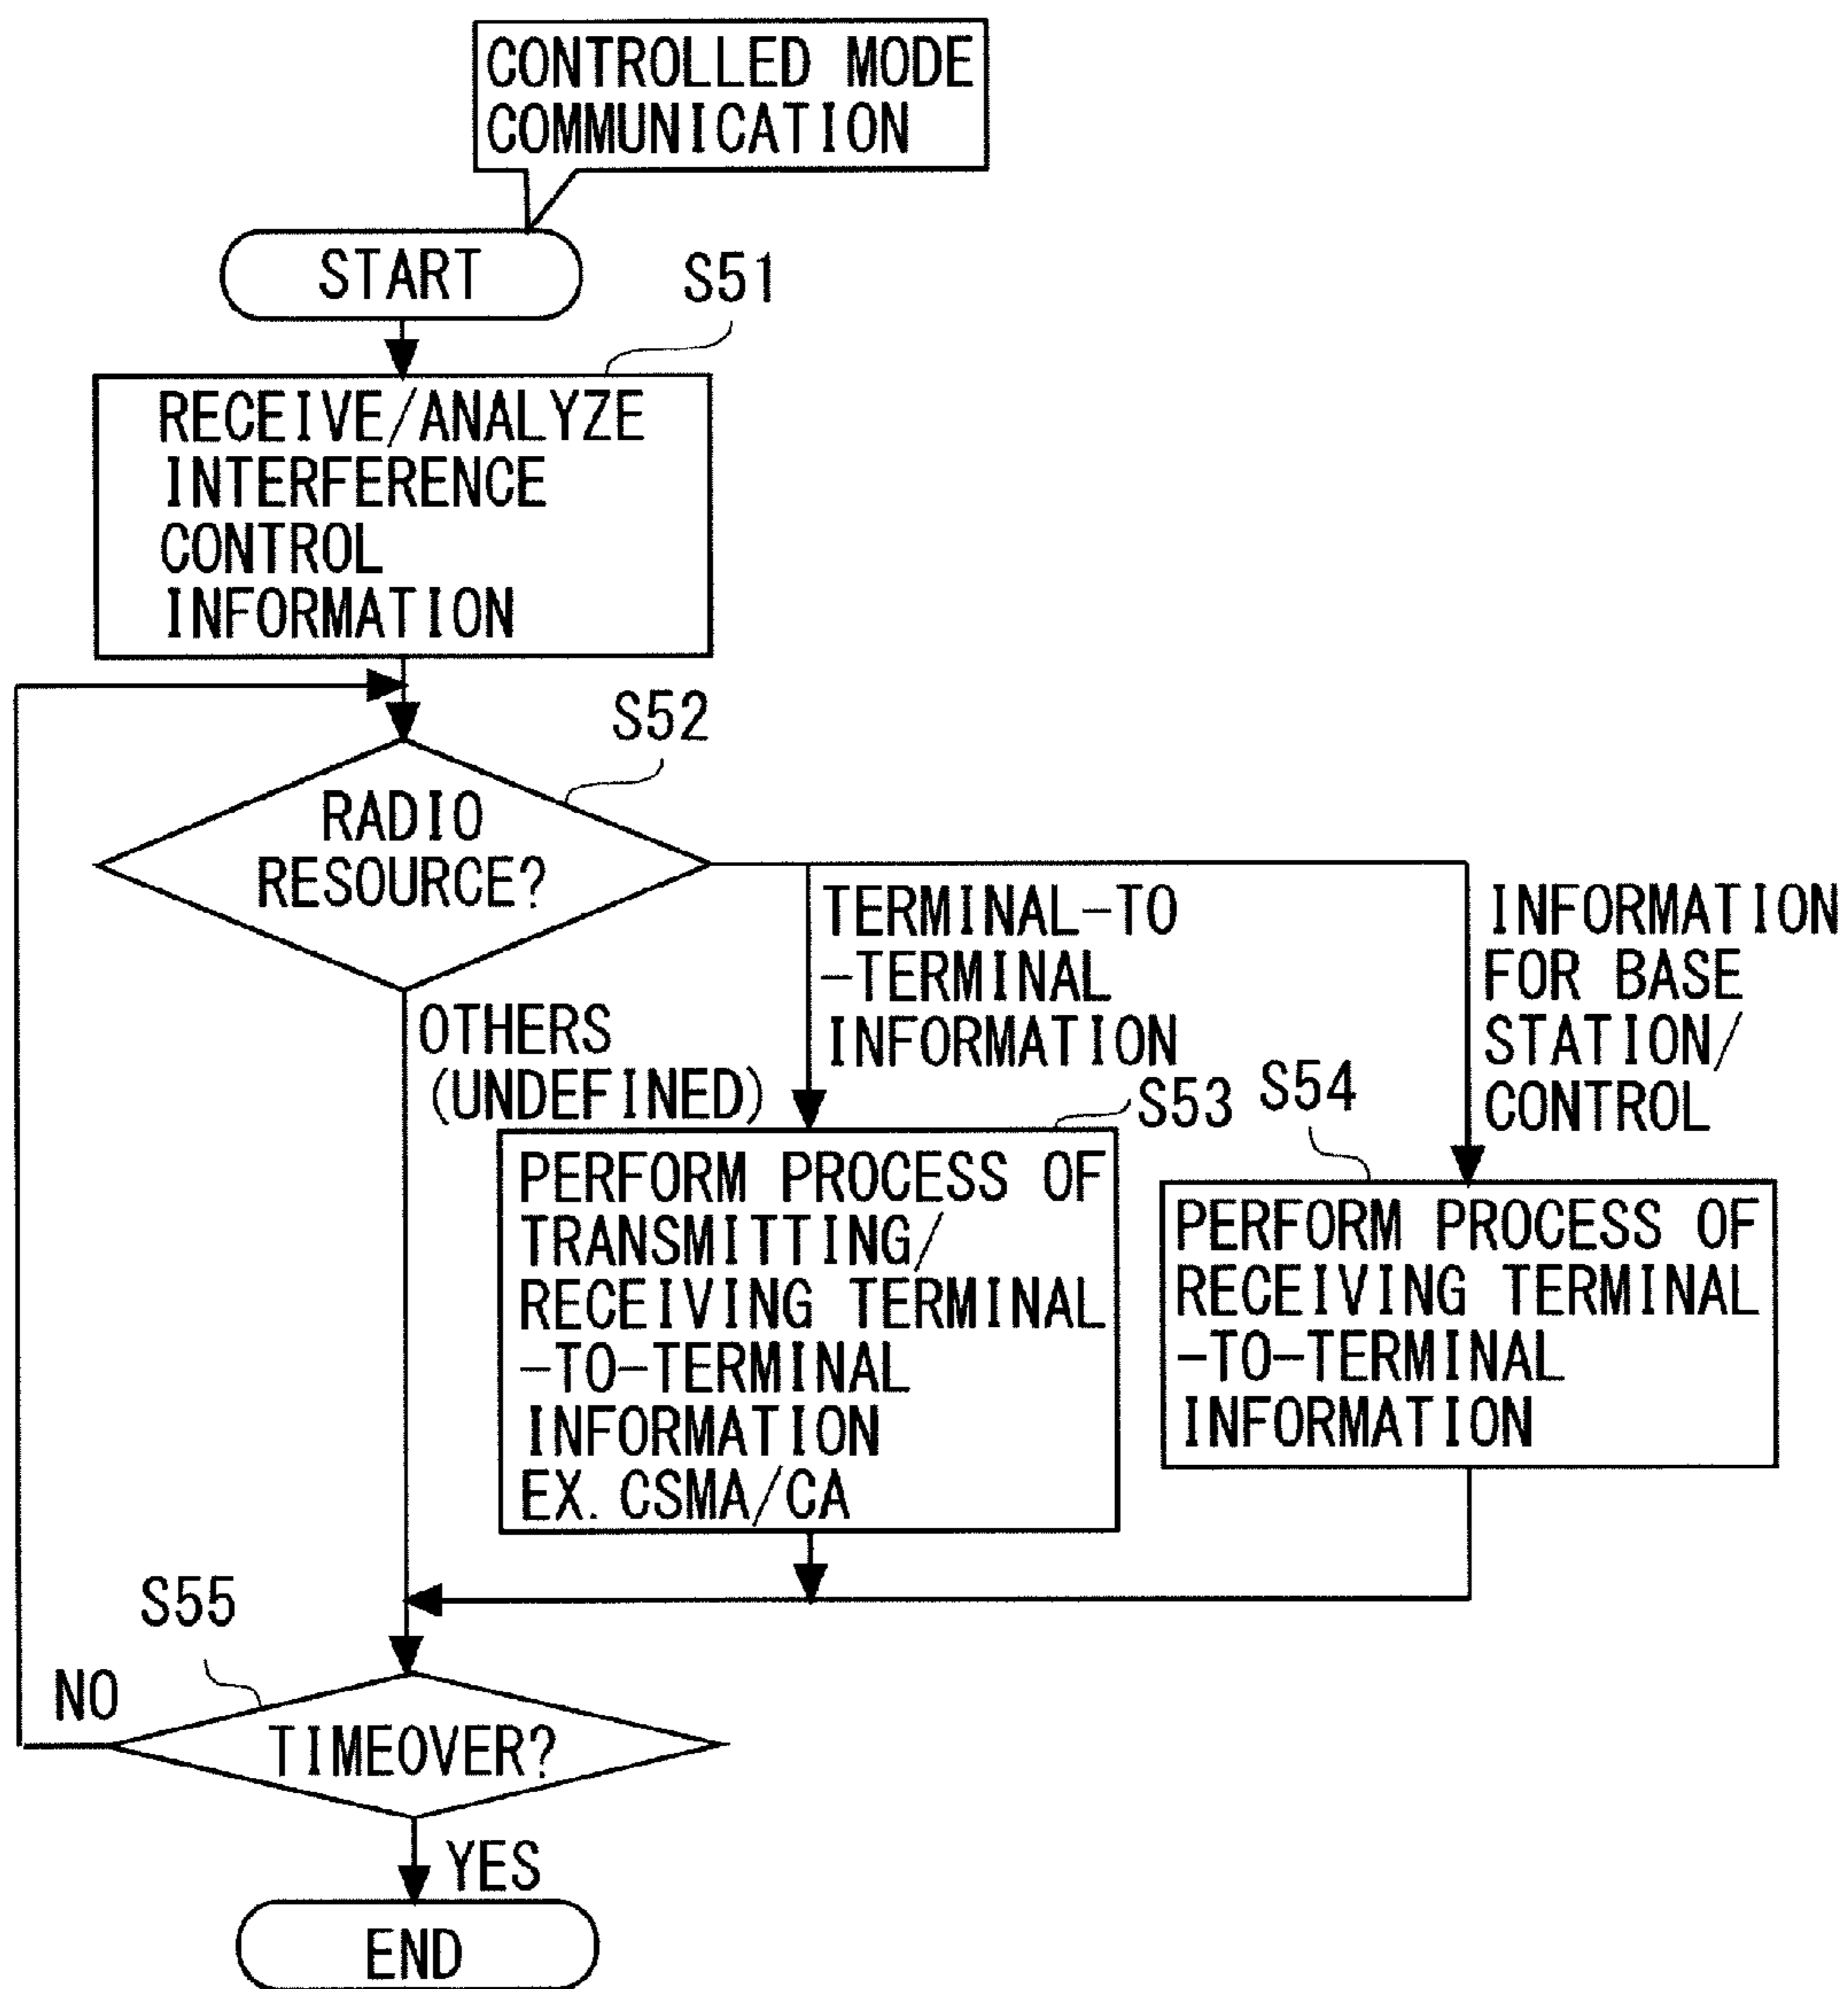 CONTROLLED MODE
COMMUNICATION
START
S51
RECEIVE/ANALYZE
INTERFERENCE
CONTROL
INFORMATION
S52
RADIO
RESOURCE?
TERMINAL-TO
-TERMINAL
INFORMATION
INFORMATION
FOR BASE
STATION/
CONTROL
OTHERS
(UNDEFINED)
S53
S54
PERFORM PROCESS OF
TRANSMITTING/
RECEIVING TERMINAL
-TO-TERMINAL
INFORMATION
EX. CSMA/CA
PERFORM PROCESS OF
RECEIVING TERMINAL
-TO-TERMINAL
INFORMATION
S55
NO
TIMEOVER?
YES
END